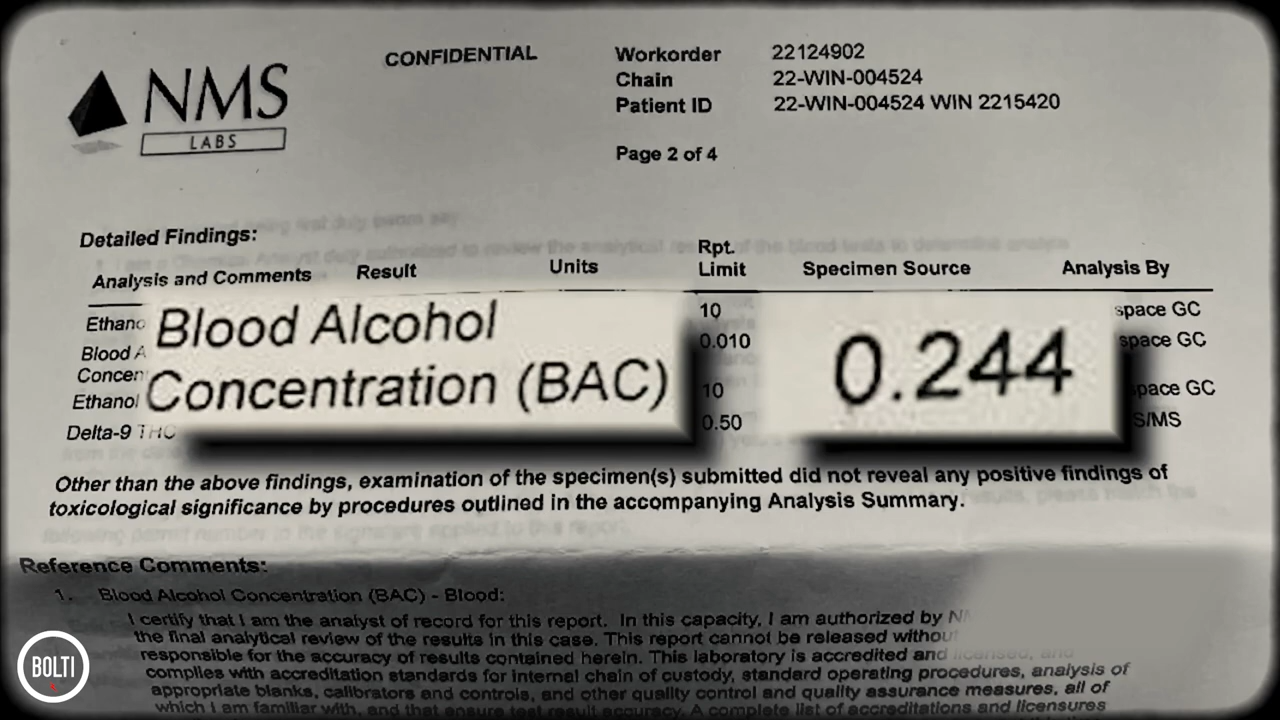 NMS
LABS
CONFIDENTIAL
Workorder 22124902
Chain 22-WIN-004524
Patient ID 22-WIN-004524 WIN 2215420
Page 2 of 4
Detailed Findings:
Analysis and Comments Result Units Rpt. Limit Specimen Source Analysis By
Ethano 10 space GC
Blood A 0.010 space GC
Concen
Ethanol 10 pace GC
Delta-9 THC 0.50 S/MS
Blood Alcohol
Concentration (BAC)
0.244
Other than the above findings, examination of the specimen(s) submitted did not reveal any positive findings of
toxicological significance by procedures outlined in the accompanying Analysis Summary.
Reference Comments:
1. Blood Alcohol Concentration (BAC) - Blood:
I certify that I am the analyst of record for this report. In this capacity, I am authorized by
the final analytical review of the results in this case. This report cannot be released withou
responsible for the accuracy of results contained herein. This laboratory is accredited and licensed, and
complies with accreditation standards for internal chain of custody, standard operating procedures, analysis of
appropriate blanks, calibrators and controls, and other quality control and quality assurance measures, all of
which I am familiar with, and that ensure test result accuracy. A complete list of accreditations and licensures
BOLTI